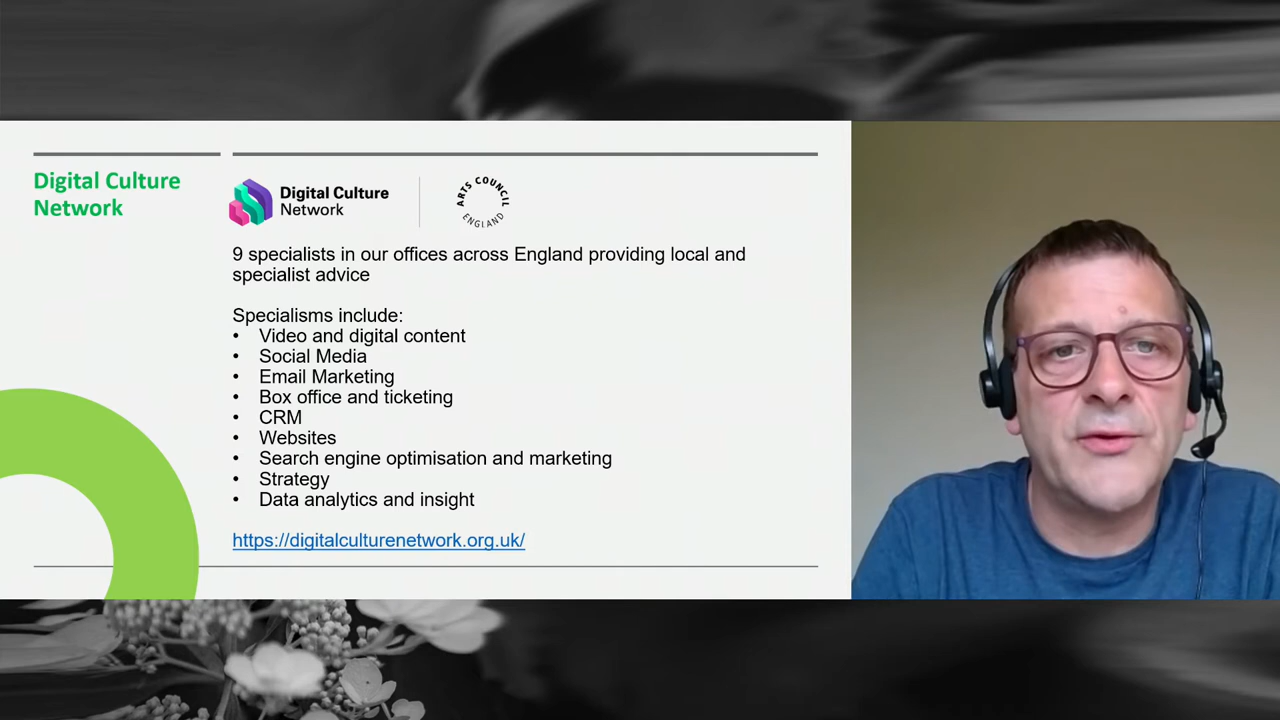 Digital Culture
Network
Digital Culture
Network
ARTS COUNCIL
ENGLAND
9 specialists in our offices across England providing local and
specialist advice
Specialisms include:
• Video and digital content
• Social Media
• Email Marketing
• Box office and ticketing
• CRM
• Websites
• Search engine optimisation and marketing
• Strategy
• Data analytics and insight
https://digitalculturenetwork.org.uk/